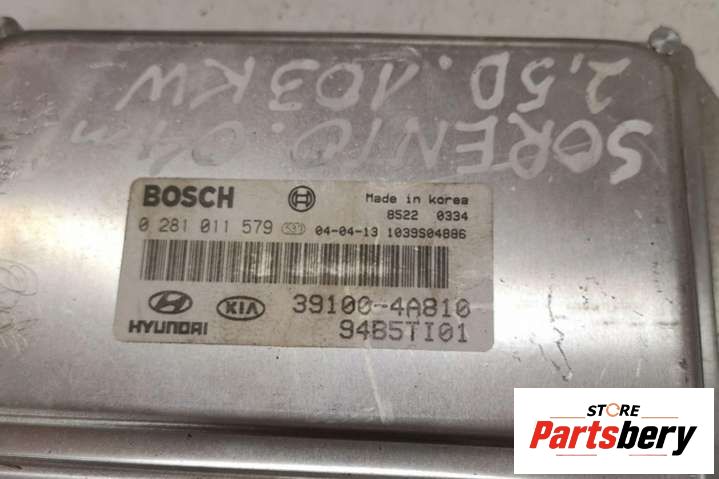 SORENTO. 04m
2,5D. 103KW
BOSCH
Made in korea
8522 0334
0 281 011 579 04-04-13 1039S04886
HYUNDAI KIA 39100-4A810
94B5TI01
STORE
Partsbery